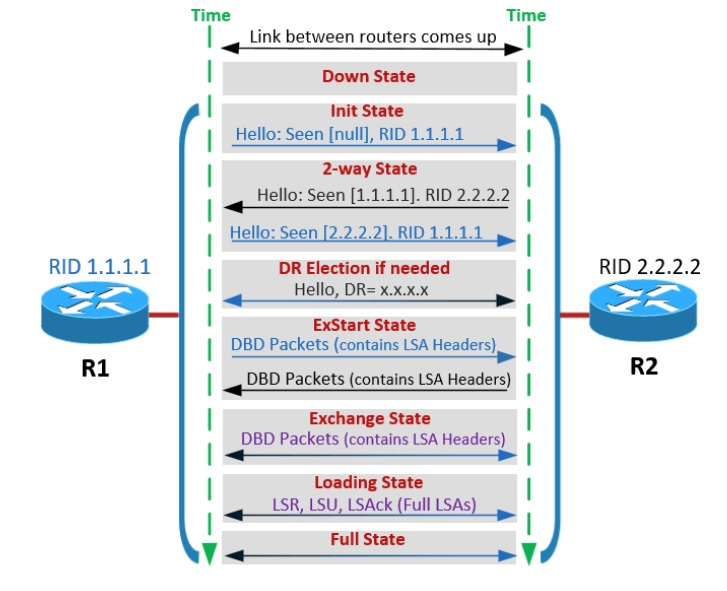 Time
Time
Link between routers comes up
Down State
Init State
Hello: Seen [null], RID 1.1.1.1
2-way State
Hello: Seen [1.1.1.1]. RID 2.2.2.2
Hello: Seen [2.2.2.2]. RID 1.1.1.1
RID 1.1.1.1
R1
RID 2.2.2.2
R2
DR Election if needed
Hello, DR= x.x.x.x
ExStart State
DBD Packets (contains LSA Headers)
DBD Packets (contains LSA Headers)
Exchange State
DBD Packets (contains LSA Headers)
Loading State
LSR, LSU, LSAck (Full LSAs)
Full State